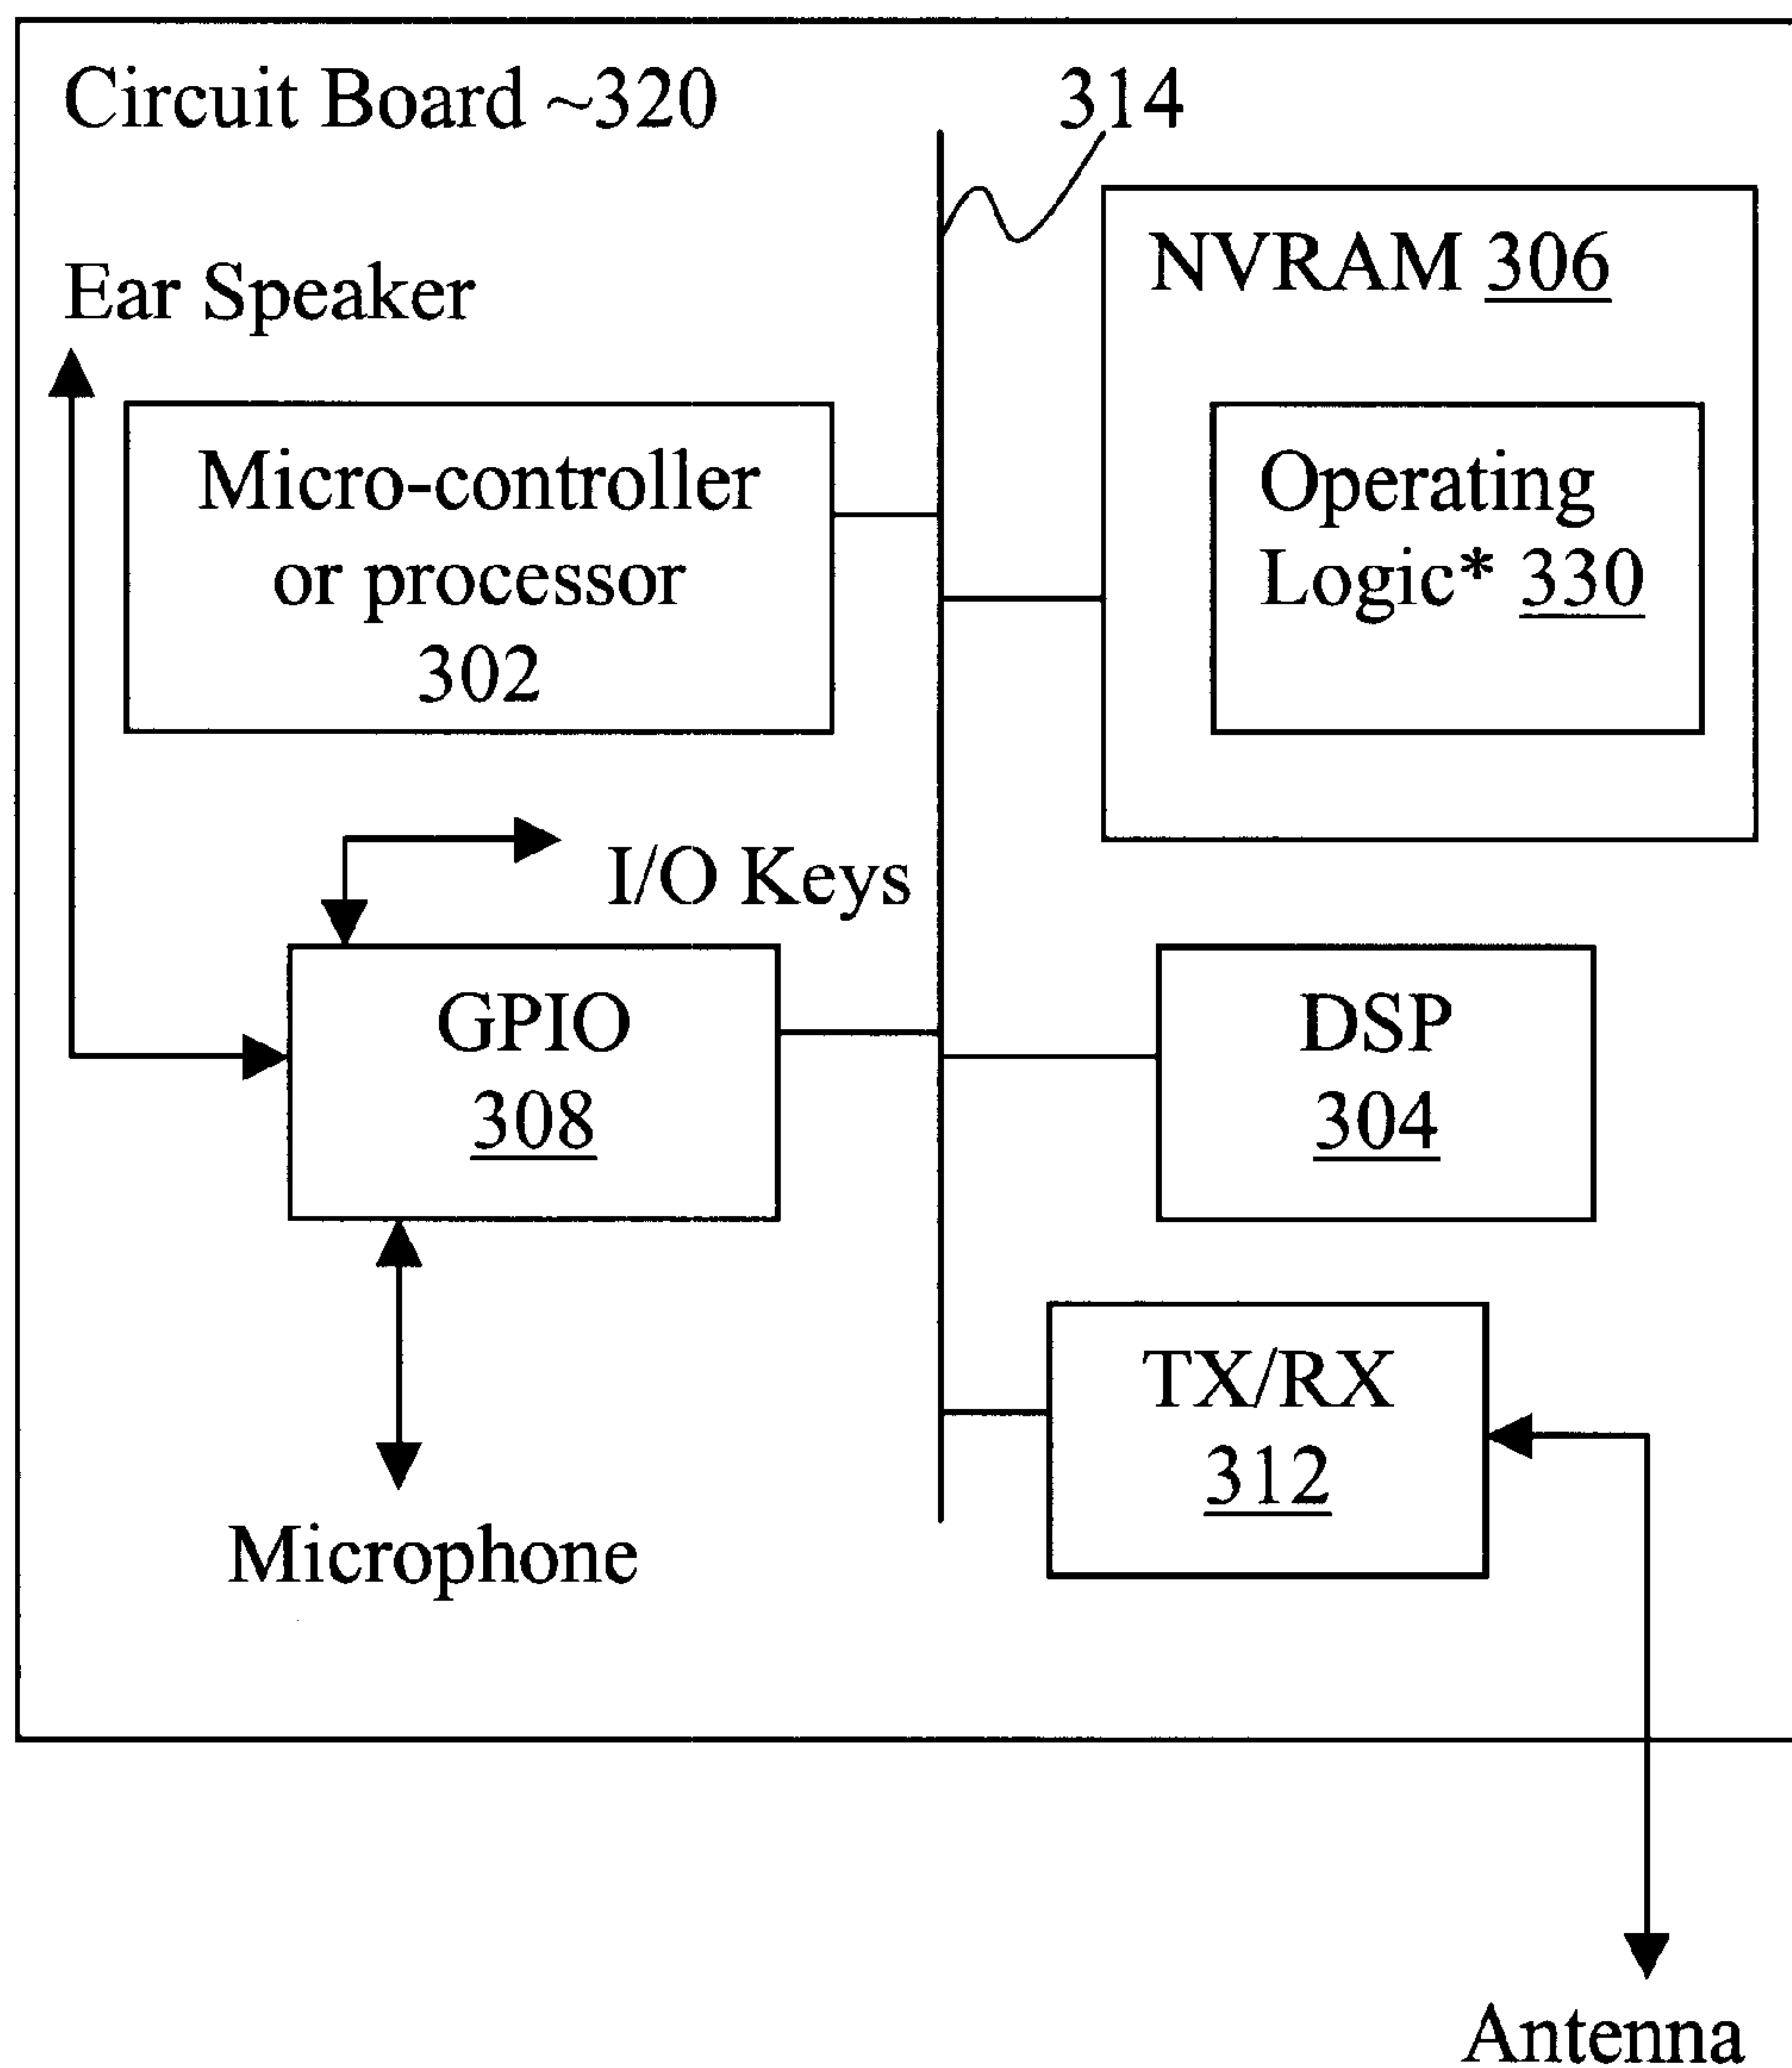 Circuit Board ~320
314
Ear Speaker
NVRAM 306
Micro-controller
or processor
302
Operating
Logic* 330
I/O Keys
GPIO
308
DSP
304
TX/RX
312
Microphone
Antenna